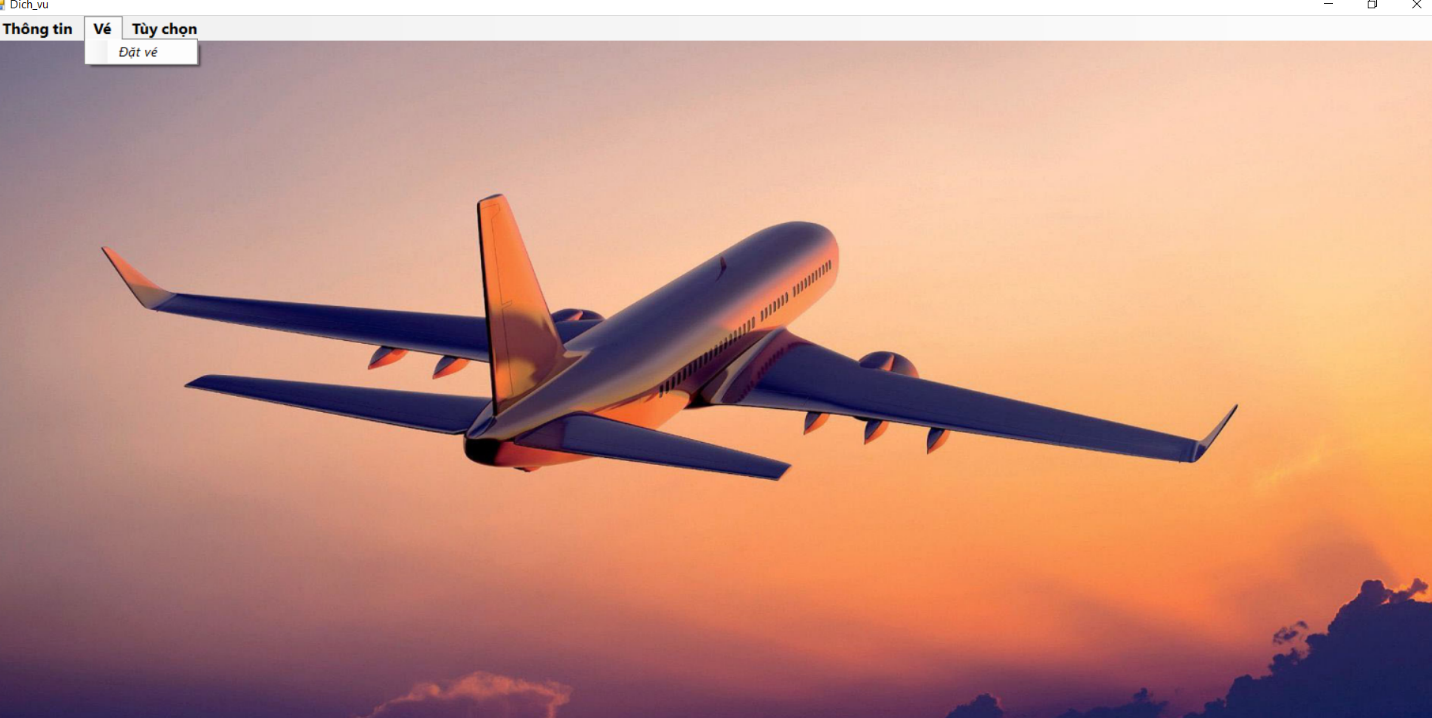 Dich_vu
Thông tin Vé Tùy chọn
Đặt vé